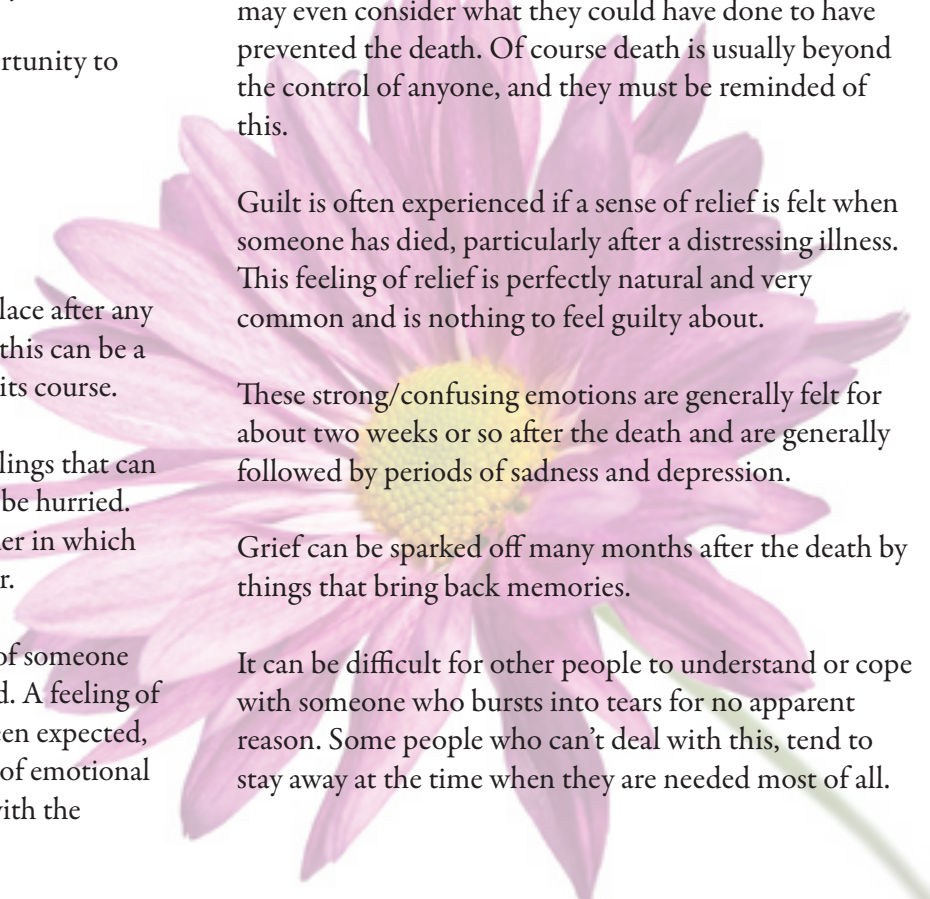 rtunity to
lace after any
this can be a
its course.
lings that can
be hurried.
er in which
r.
of someone
d. A feeling of
een expected,
of emotional
with the
may even consider what they could have done to have
prevented the death. Of course death is usually beyond
the control of anyone, and they must be reminded of
this.
Guilt is often experienced if a sense of relief is felt when
someone has died, particularly after a distressing illness.
This feeling of relief is perfectly natural and very
common and is nothing to feel guilty about.
These strong/confusing emotions are generally felt for
about two weeks or so after the death and are generally
followed by periods of sadness and depression.
Grief can be sparked off many months after the death by
things that bring back memories.
It can be difficult for other people to understand or cope
with someone who bursts into tears for no apparent
reason. Some people who can’t deal with this, tend to
stay away at the time when they are needed most of all.